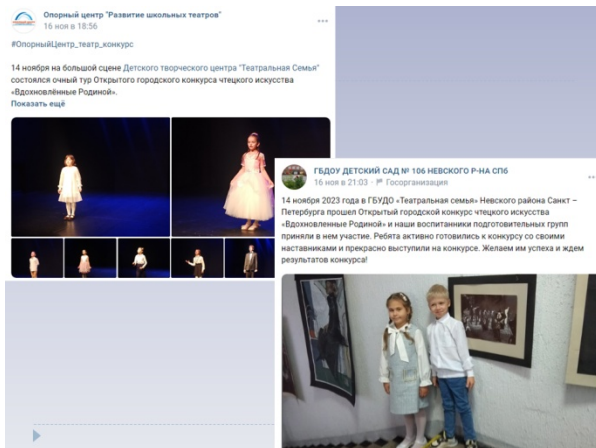 Опорный центр "Развитие школьных театров"
16 ноя в 18:56
#ОпорныйЦентр_театр_конкурс
14 ноября на большой сцене Детского творческого центра "Театральная Семья"
состоялся очный тур Открытого городского конкурса чтецкого искусства
«Вдохновлённые Родиной».
Показать ещё
ГБДОУ ДЕТСКИЙ САД № 106 НЕВСКОГО Р-НА СПб
16 ноя в 21:03 · Госорганизация
14 ноября 2023 года в ГБУДО «Театральная семья» Невского района Санкт –
Петербурга прошел Открытый городской конкурс чтецкого искусства
«Вдохновленные Родиной» и наши воспитанники подготовительных групп
приняли в нем участие. Ребята активно готовились к конкурсу со своими
наставниками и прекрасно выступили на конкурсе. Желаем им успеха и ждем
результатов конкурса!